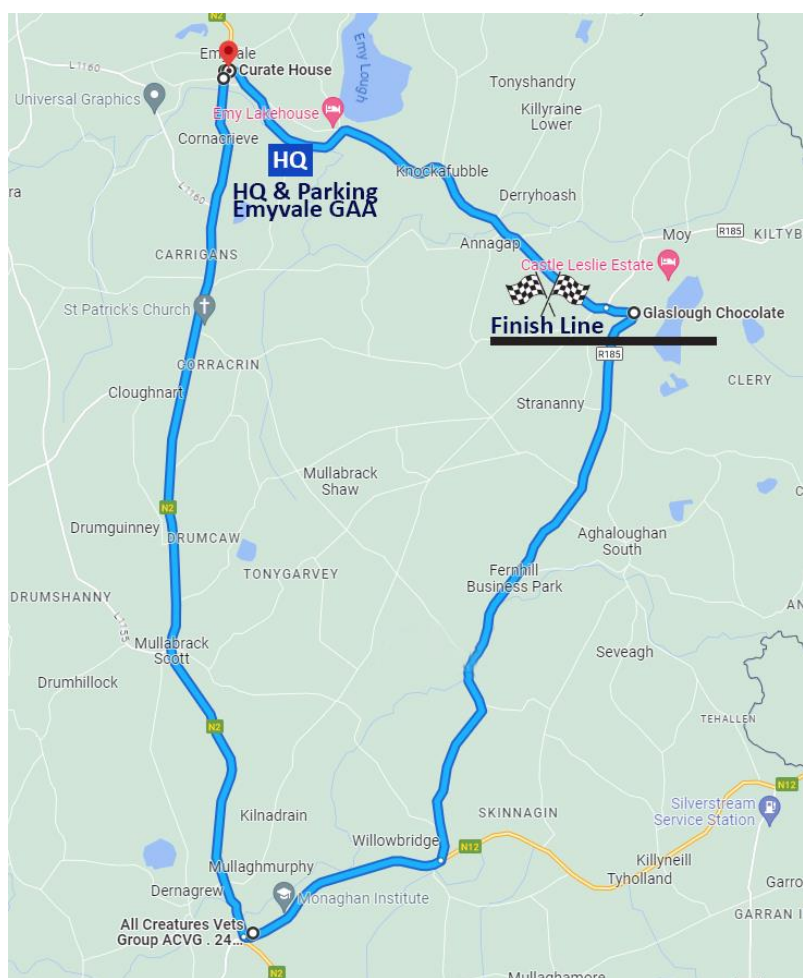 N2
Emyvale
Curate House
L1160
Universal Graphics
Emy Lough
Emy Lakehouse
Tonyshandry
Killyraine
Lower
Cornacrieve
HQ
HQ & Parking
Emyvale GAA
L1160
ra
Knockafubble
Derryhoash
Annagap
Moy
R185
KILTYB
CARRIGANS
Castle Leslie Estate
St Patrick's Church
Glaslough Chocolate
Finish Line
R185
CORRACRIN
CLERY
Cloughnart
Strananny
Mullabrack
Shaw
N2
Drumguinney
DRUMCAW
Aghaloughan
South
TONYGARVEY
Fernhill
Business Park
DRUMSHANNY
AN
L1155
Mullabrack
Scott
Seveagh
Drumhillock
TEHALLEN
N2
N12
Kilnadrain
SKINNAGIN
Silverstream
Service Station
Willowbridge
N12
Mullaghmurphy
Killyneill
Tyholland
Dernagrew
Monaghan Institute
Garro
GARRAN I
All Creatures Vets
Group ACVG . 24...
N2
Mullaghamore